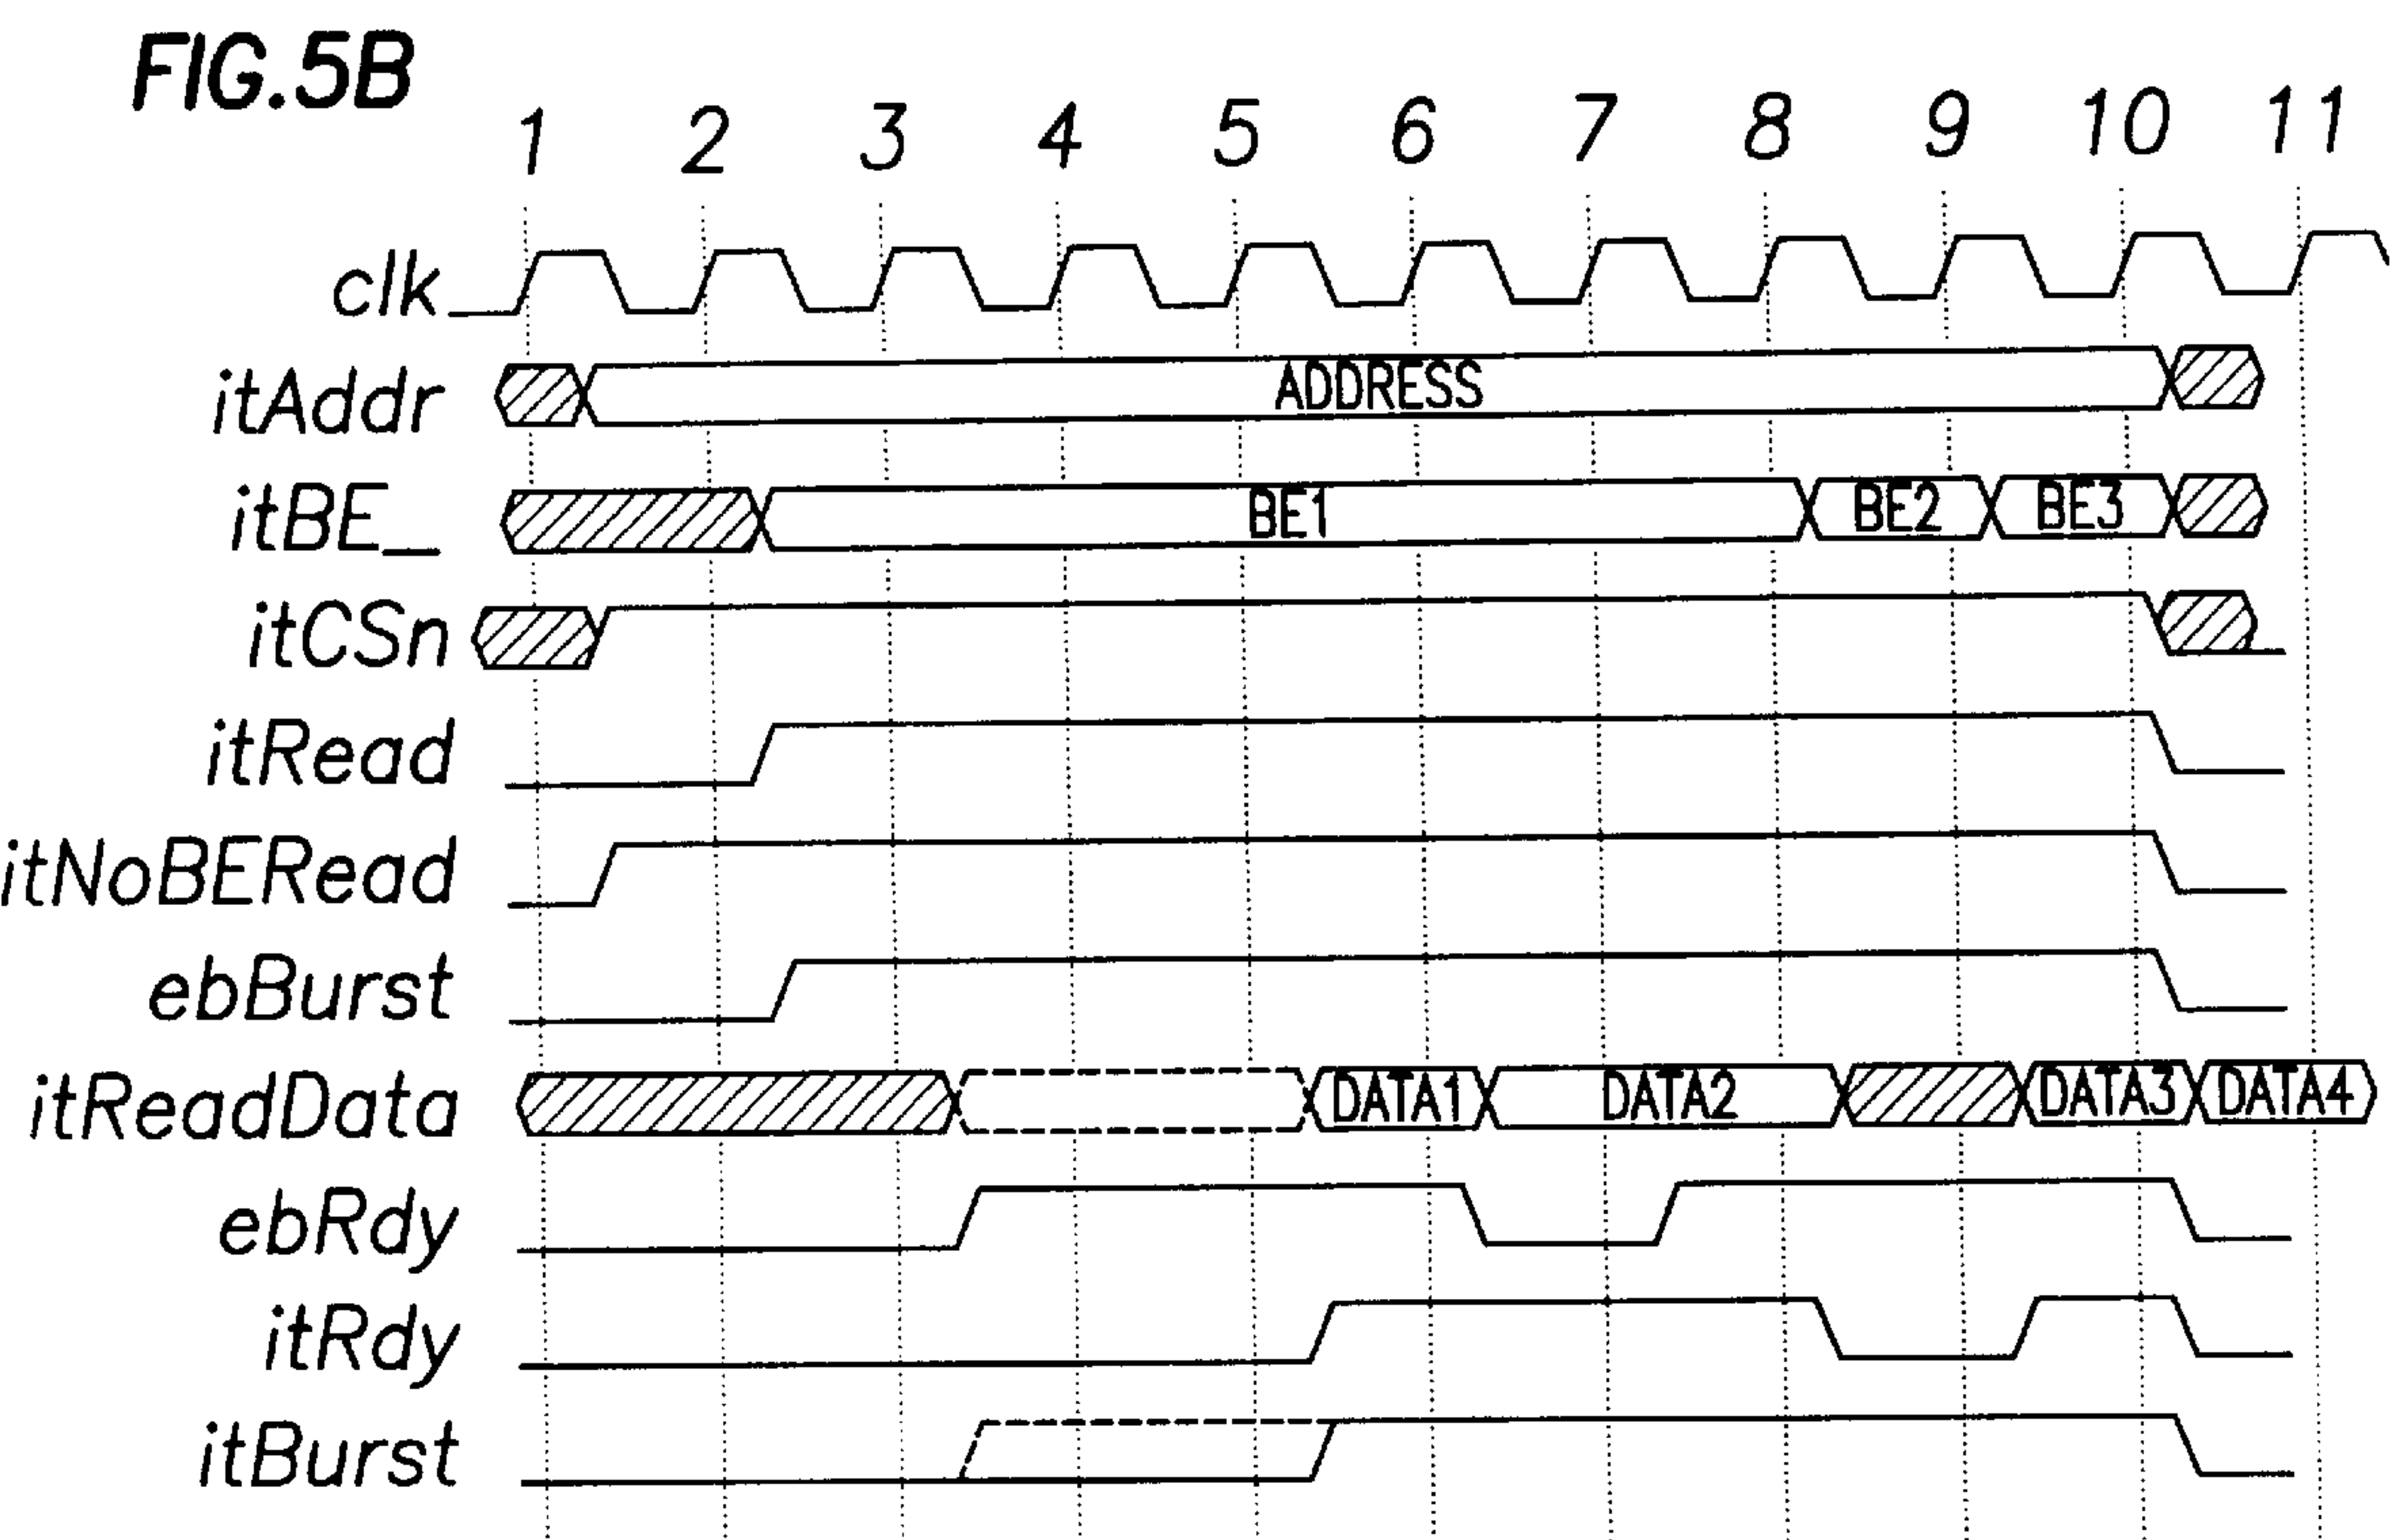 FIG.5B
1 2 3 4 5 6 7 8 9 10 11
clk
itAddr ADDRESS
itBE_ BE1 BE2 BE3
itCSn
itRead
itNoBERead
ebBurst
itReadData DATA1 DATA2 DATA3 DATA4
ebRdy
itRdy
itBurst